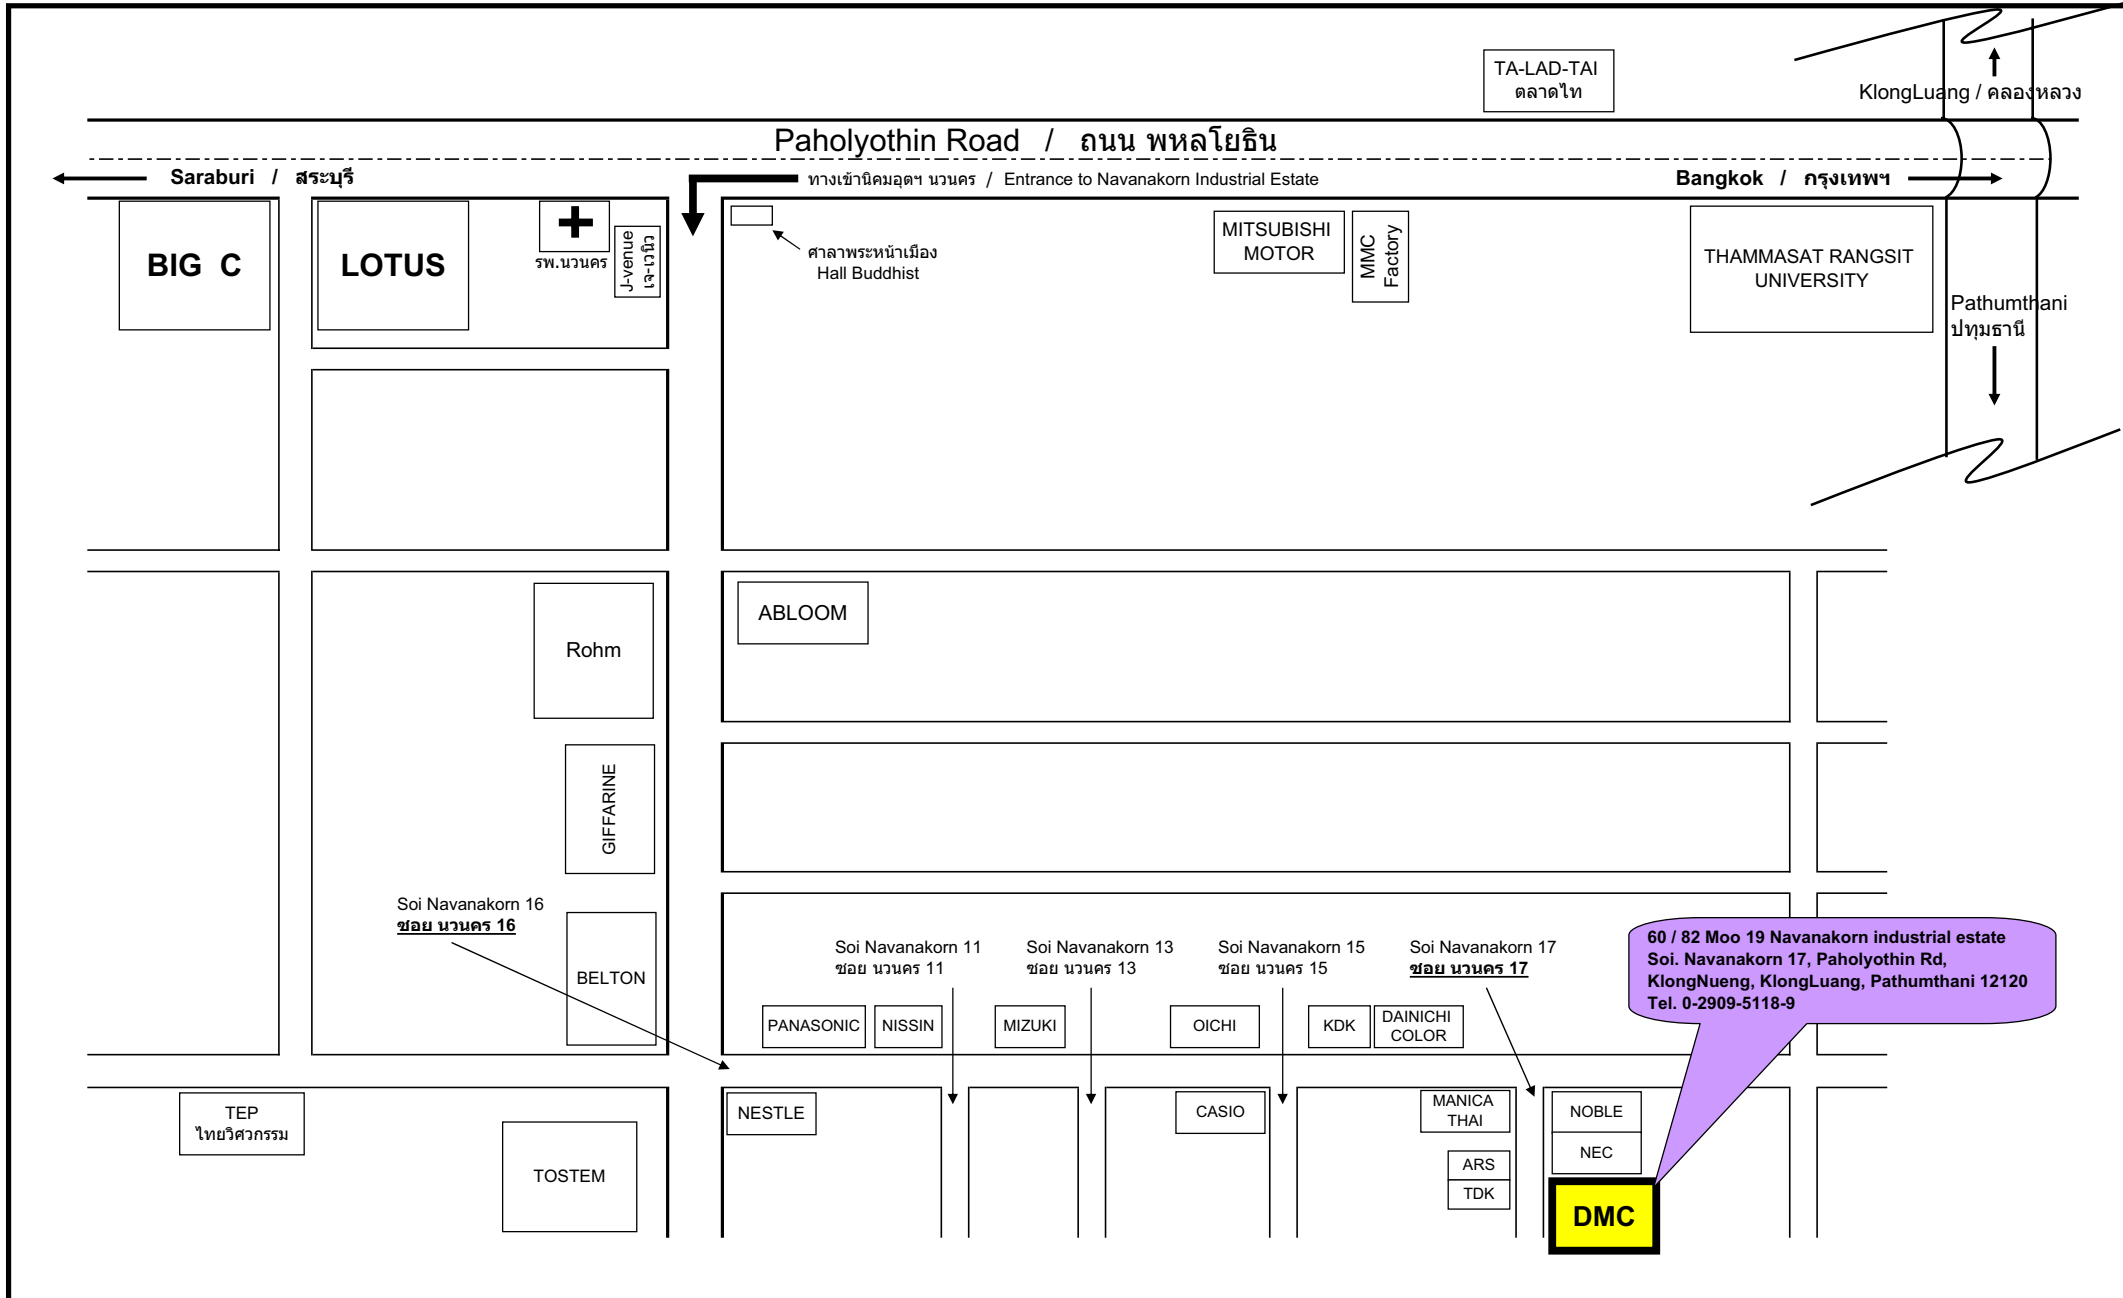 TA-LAD-TAI
ตลาดไท
KlongLuang / คลองหลวง
Paholyothin Road / ถนน พหลโยธิน
Saraburi / สระบุรี
ทางเข้านิคมอุตฯ นวนคร / Entrance to Navanakorn Industrial Estate
Bangkok / กรุงเทพฯ
BIG C
LOTUS
รพ.นวนคร
J-venue
เจ-เวนิว
ศาลาพระหน้าเมือง
Hall Buddhist
MITSUBISHI
MOTOR
MMC
Factory
THAMMASAT RANGSIT
UNIVERSITY
Pathumthani
ปทุมธานี
Rohm
ABLOOM
GIFFARINE
Soi Navanakorn 16
ซอย นวนคร 16
BELTON
Soi Navanakorn 11
ซอย นวนคร 11
Soi Navanakorn 13
ซอย นวนคร 13
Soi Navanakorn 15
ซอย นวนคร 15
Soi Navanakorn 17
ซอย นวนคร 17
60 / 82 Moo 19 Navanakorn industrial estate
Soi. Navanakorn 17, Paholyothin Rd,
KlongNueng, KlongLuang, Pathumthani 12120
Tel. 0-2909-5118-9
PANASONIC
NISSIN
MIZUKI
OICHI
KDK
DAINICHI
COLOR
TEP
ไทยวิศวกรรม
TOSTEM
NESTLE
CASIO
MANICA
THAI
ARS
TDK
NOBLE
NEC
DMC